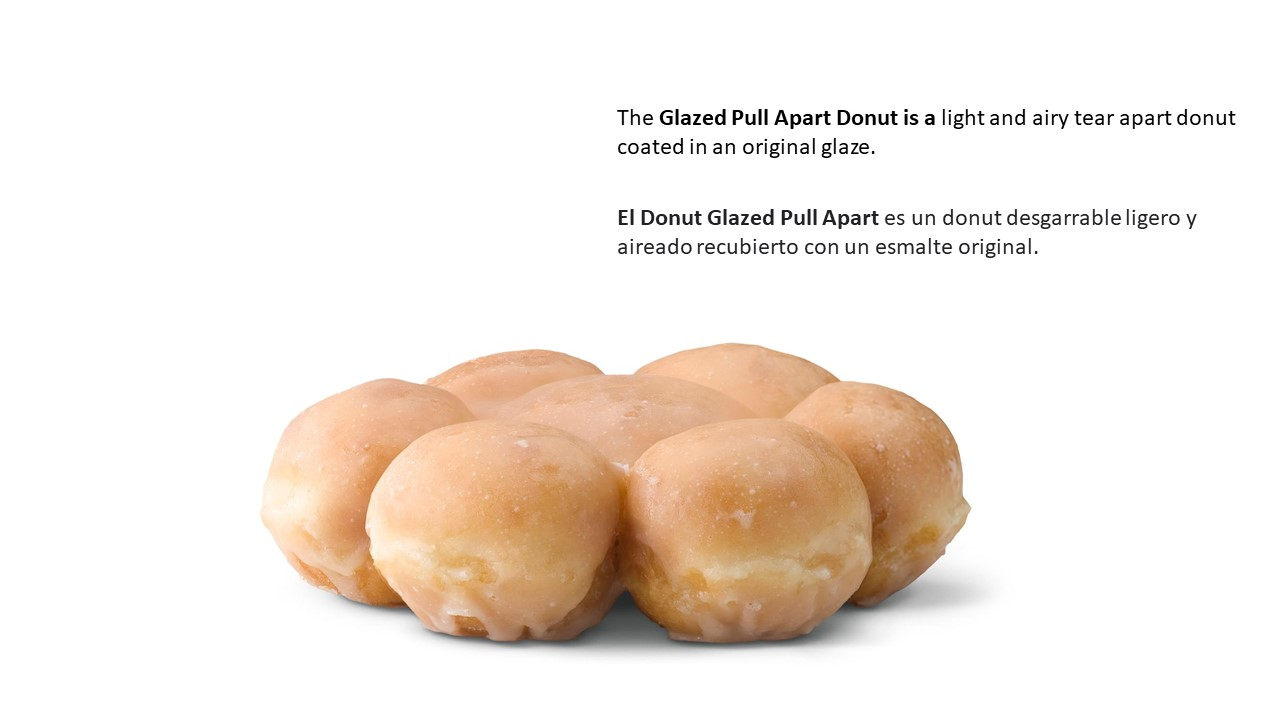 The Glazed Pull Apart Donut is a light and airy tear apart donut
coated in an original glaze.
El Donut Glazed Pull Apart es un donut desgarrable ligero y
aireado recubierto con un esmalte original.